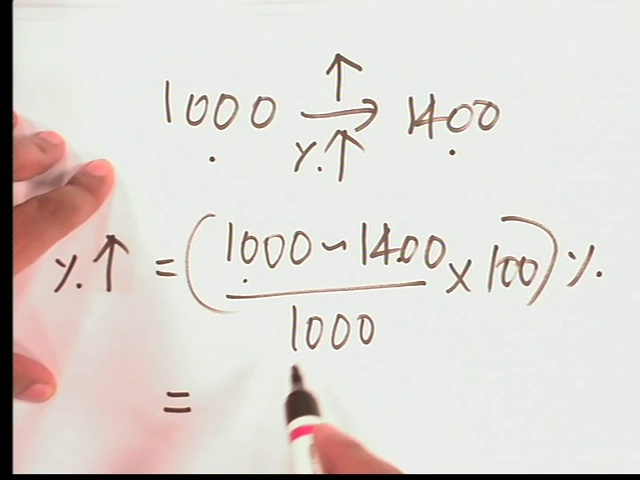 ↑
1000 → 1400
%↑
%↑ = (1000 ~ 1400 / 1000 × 100) %
=